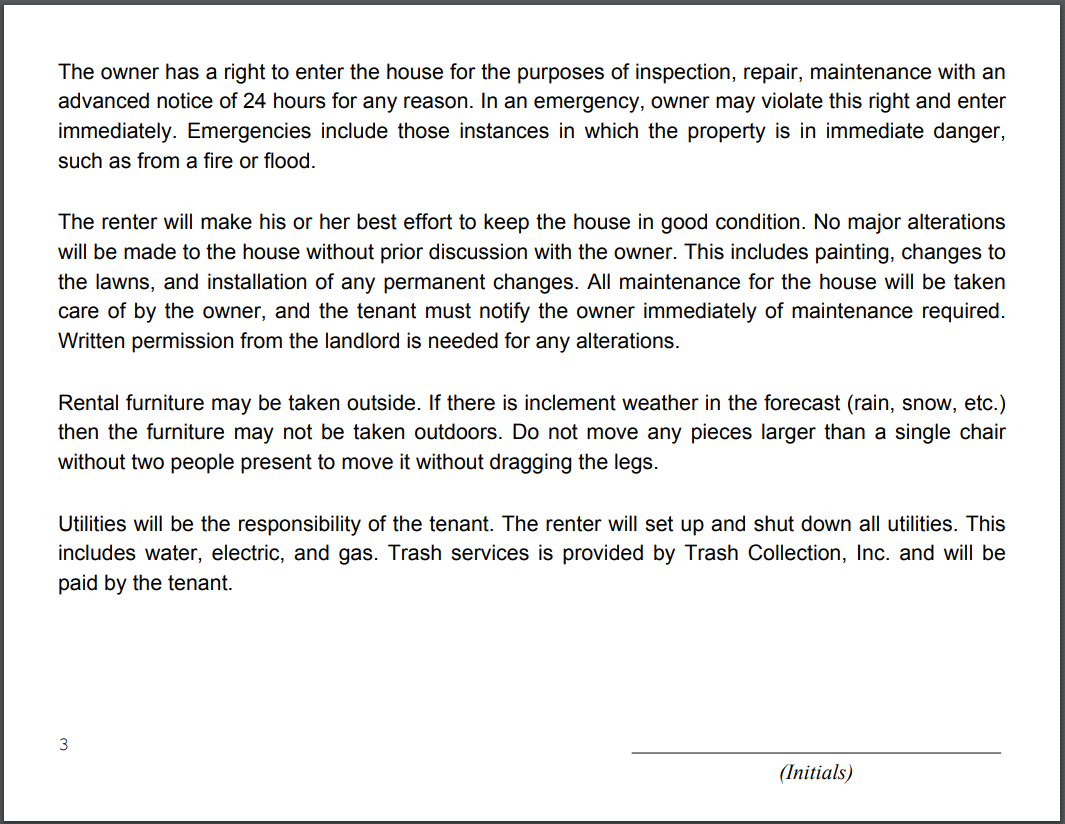 The owner has a right to enter the house for the purposes of inspection, repair, maintenance with an
advanced notice of 24 hours for any reason. In an emergency, owner may violate this right and enter
immediately. Emergencies include those instances in which the property is in immediate danger,
such as from a fire or flood.
The renter will make his or her best effort to keep the house in good condition. No major alterations
will be made to the house without prior discussion with the owner. This includes painting, changes to
the lawns, and installation of any permanent changes. All maintenance for the house will be taken
care of by the owner, and the tenant must notify the owner immediately of maintenance required.
Written permission from the landlord is needed for any alterations.
Rental furniture may be taken outside. If there is inclement weather in the forecast (rain, snow, etc.)
then the furniture may not be taken outdoors. Do not move any pieces larger than a single chair
without two people present to move it without dragging the legs.
Utilities will be the responsibility of the tenant. The renter will set up and shut down all utilities. This
includes water, electric, and gas. Trash services is provided by Trash Collection, Inc. and will be
paid by the tenant.
3
(Initials)